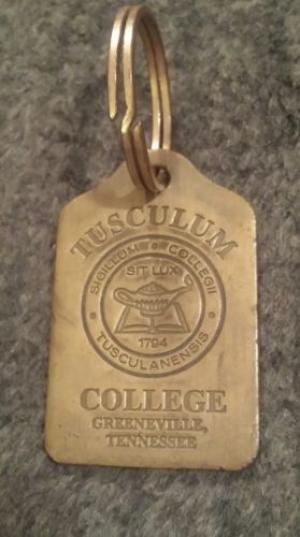 TUSCULUM
SIGILLUM COLLEGII
SIT LUX
1794
TUSCULANENSIS
COLLEGE
GREENEVILLE,
TENNESSEE